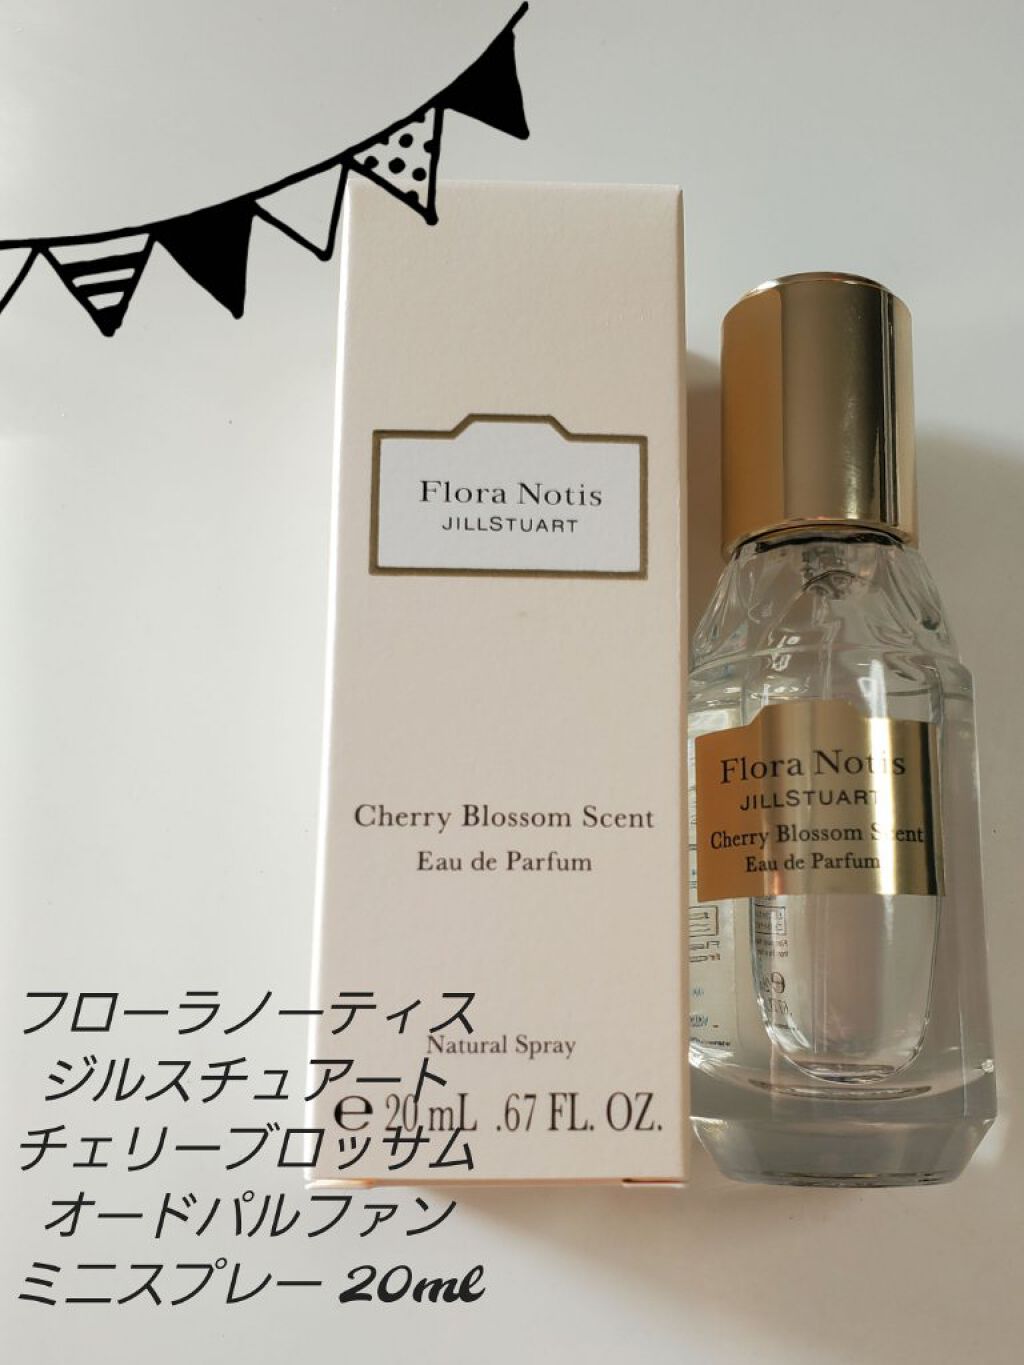 Flora Notis
JILLSTUART
Cherry Blossom Scent
Eau de Parfum
Natural Spray
e 20 mL .67 FL. OZ.
Flora Notis
JILLSTUART
Cherry Blossom Scent
Eau de Parfum
フローラノーティス
ジルスチュアート
チェリーブロッサム
オードパルファン
ミニスプレー 20ml